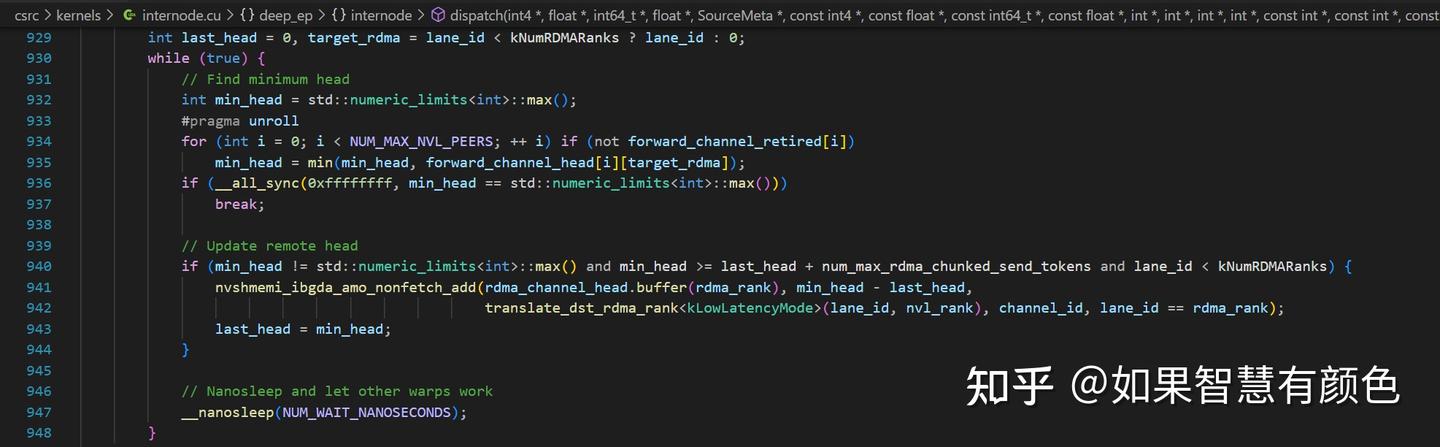 csrc > kernels > internode.cu > {} deep_ep > {} internode > dispatch(int4 *, float *, int64_t *, float *, SourceMeta *, const int4 *, const float *, const int64_t *, const float *, int *, int *, int *, int *, const int *, const int *, const
929 int last_head = 0, target_rdma = lane_id < kNumRDMARanks ? lane_id : 0;
930 while (true) {
931 // Find minimum head
932 int min_head = std::numeric_limits<int>::max();
933 #pragma unroll
934 for (int i = 0; i < NUM_MAX_NVL_PEERS; ++ i) if (not forward_channel_retired[i])
935 min_head = min(min_head, forward_channel_head[i][target_rdma]);
936 if (__all_sync(0xffffffff, min_head == std::numeric_limits<int>::max()))
937 break;
938
939 // Update remote head
940 if (min_head != std::numeric_limits<int>::max() and min_head >= last_head + num_max_rdma_chunked_send_tokens and lane_id < kNumRDMARanks) {
941 nvshmemi_ibgda_amo_nonfetch_add(rdma_channel_head.buffer(rdma_rank), min_head - last_head,
942 translate_dst_rdma_rank<kLowLatencyMode>(lane_id, nvl_rank), channel_id, lane_id == rdma_rank);
943 last_head = min_head;
944 }
945
946 // Nanosleep and let other warps work
947 __nanosleep(NUM_WAIT_NANOSECONDS);
948 }
知乎 @如果智慧有颜色